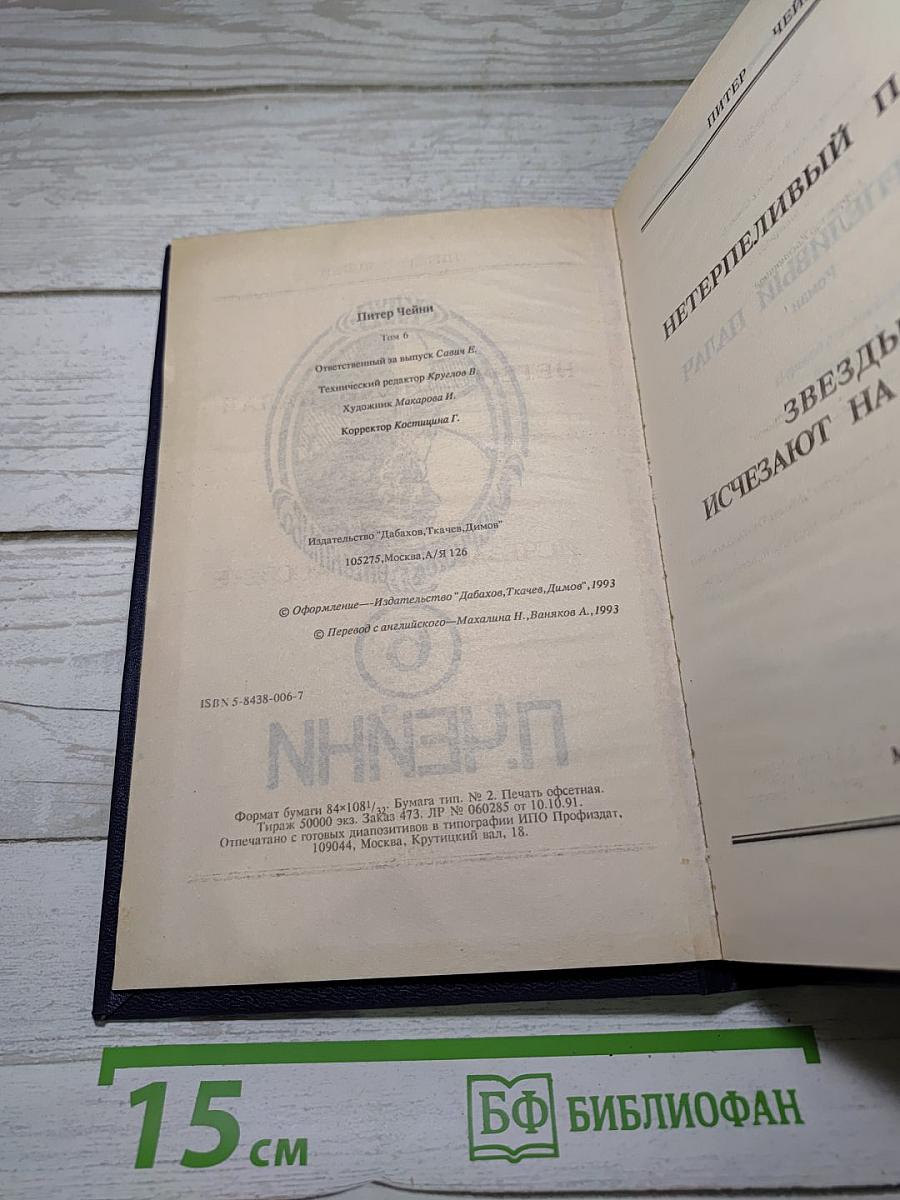 Питер Чейни
Том 6
Ответственный за выпуск Савич Е.
Технический редактор Круглов В.
Художник Макарова И.
Корректор Костицина Г.
Издательство "Дабахов,Ткачев,Димов"
105275,Москва,А/Я 126
© Оформление—Издательство "Дабахов,Ткачев,Димов",1993
© Перевод с английского—Махалина Н.,Ваняков А.,1993
ISBN 5-8438-006-7
6
П.ЧЕЙНИ
Формат бумаги 84×108¹/₃₂. Бумага тип. № 2. Печать офсетная.
Тираж 50000 экз. Заказ 473. ЛР № 060285 от 10.10.91.
Отпечатано с готовых диапозитивов в типографии ИПО Профиздат,
109044, Москва, Крутицкий вал, 18.
ПИТЕР ЧЕЙ
НЕТЕРПЕЛИВЫЙ П
Роман
ЗВЕЗДЫ
ИСЧЕЗАЮТ НА
М
15 см
БФ БИБЛИОФАН